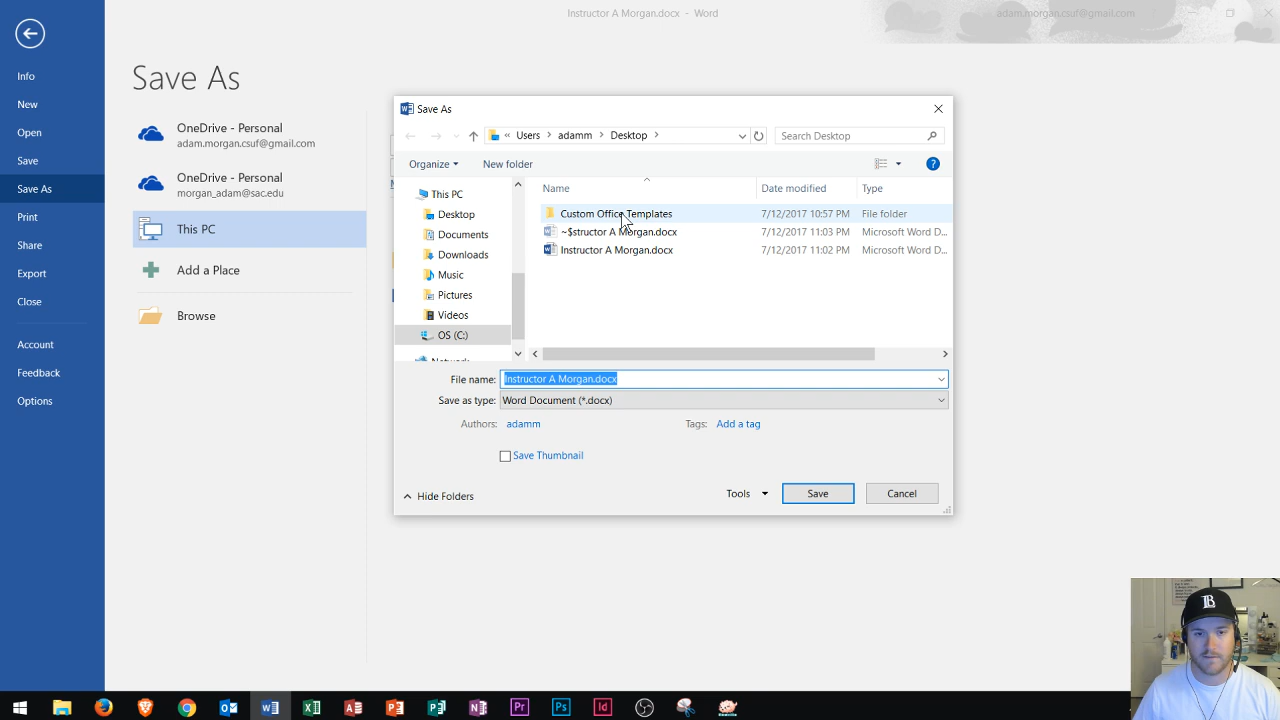 Instructor A Morgan.docx - Word
adam.morgan.csuf@gmail.com
Info
New
Open
Save
Save As
Print
Share
Export
Close
Account
Feedback
Options
Save As
OneDrive - Personal
adam.morgan.csuf@gmail.com
OneDrive - Personal
morgan_adam@sac.edu
This PC
Add a Place
Browse
Save As
« Users > adamm > Desktop >
Search Desktop
Organize
New folder
This PC
Desktop
Documents
Downloads
Music
Pictures
Videos
OS (C:)
Network
Name Date modified Type
Custom Office Templates 7/12/2017 10:57 PM File folder
~$structor A Morgan.docx 7/12/2017 11:03 PM Microsoft Word D...
Instructor A Morgan.docx 7/12/2017 11:02 PM Microsoft Word D...
File name: Instructor A Morgan.docx
Save as type: Word Document (*.docx)
Authors: adamm Tags: Add a tag
Save Thumbnail
Hide Folders
Tools Save Cancel